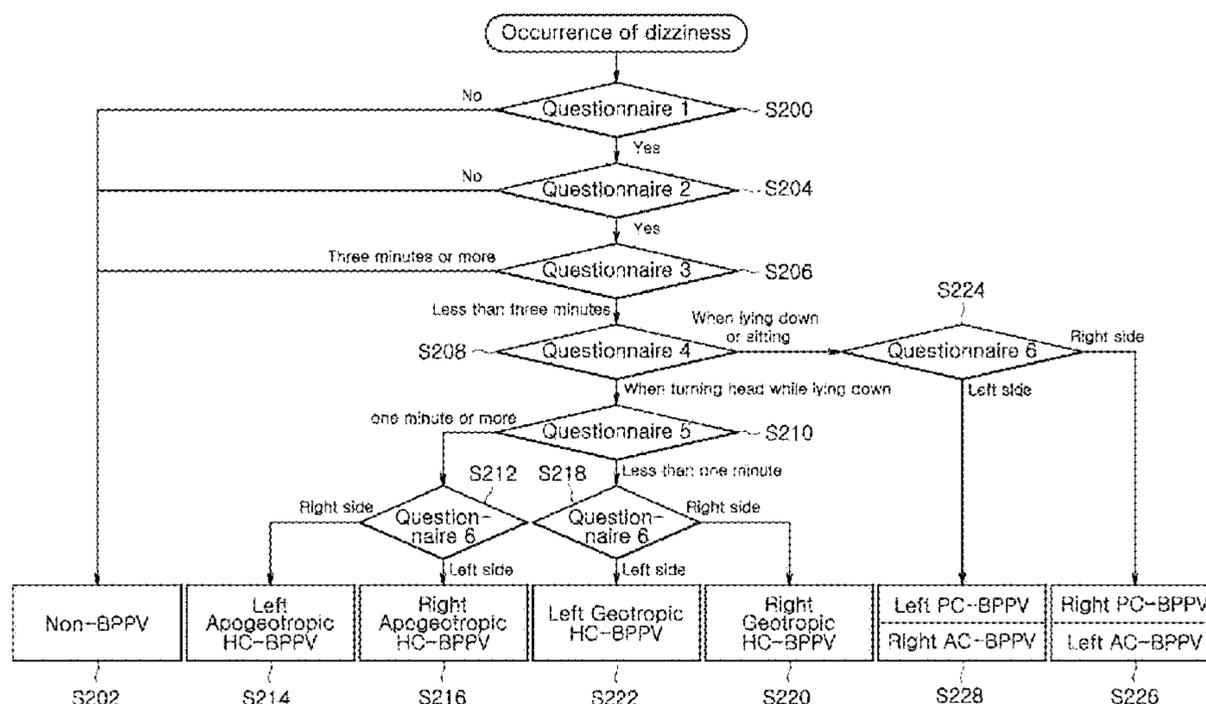 Occurrence of dizziness
No
Questionnaire 1
S200
Yes
No
Questionnaire 2
S204
Yes
Three minutes or more
Questionnaire 3
S206
Less than three minutes
S224
When lying down
or sitting
S208
Questionnaire 4
Questionnaire 6
Right side
When turning head while lying down
Left side
one minute or more
Questionnaire 5
S210
Less than one minute
S212
S218
Right side
Question-
naire 6
Question-
naire 6
Right side
Left side
Left side
Non-BPPV
Left
Apogeotropic
HC-BPPV
Right
Apogeotropic
HC-BPPV
Left Geotropic
HC-BPPV
Right
Geotropic
HC-BPPV
Left PC-BPPV
Right AC-BPPV
Right PC-BPPV
Left AC-BPPV
S202
S214
S216
S222
S220
S228
S226